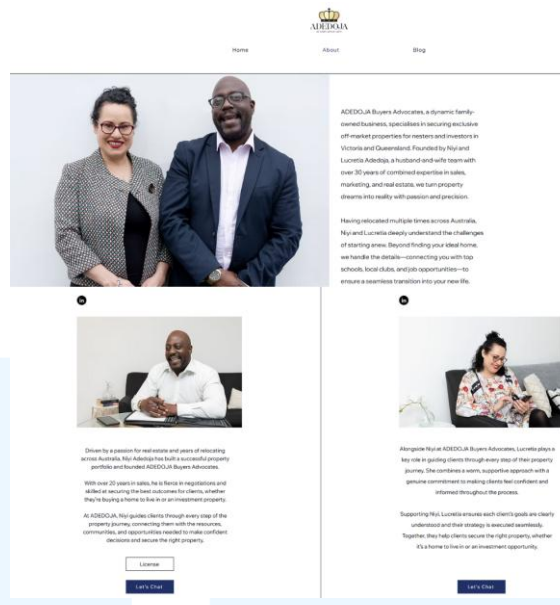 ADEDOJA
Home
About
Blog
ADEDOJA Buyers Advocates, a dynamic family-
owned business, specialises in securing exclusive
off-market properties for nesters and investors in
Victoria and Queensland. Founded by Niyi and
Lucretia Adedoja, a husband-and-wife team with
over 30 years of combined expertise in sales,
marketing, and real estate, we turn property
dreams into reality with passion and precision.
Having relocated multiple times across Australia,
Niyi and Lucretia deeply understand the challenges
of starting anew. Beyond finding your ideal home,
we handle the details—connecting you with top
schools, local clubs, and job opportunities—to
ensure a seamless transition into your new life.
in
Driven by a passion for real estate and years of relocating
across Australia, Niyi Adedoja has built a successful property
portfolio and founded ADEDOJA Buyers Advocates.
With over 20 years in sales, he is fierce in negotiations and
skilled at securing the best outcomes for clients, whether
they're buying a home to live in or an investment property.
At ADEDOJA, Niyi guides clients through every step of the
property journey, connecting them with the resources,
communities, and opportunities needed to make confident
decisions and secure the right property.
License
Let's Chat
in
Alongside Niyi at ADEDOJA Buyers Advocates, Lucretia plays a
key role in guiding clients through every step of their property
journey. She combines a warm, supportive approach with a
genuine commitment to making clients feel confident and
informed throughout the process.
Supporting Niyi, Lucretia ensures each client's goals are clearly
understood and their strategy is executed seamlessly.
Together, they help clients secure the right property, whether
it's a home to live in or an investment opportunity.
Let's Chat